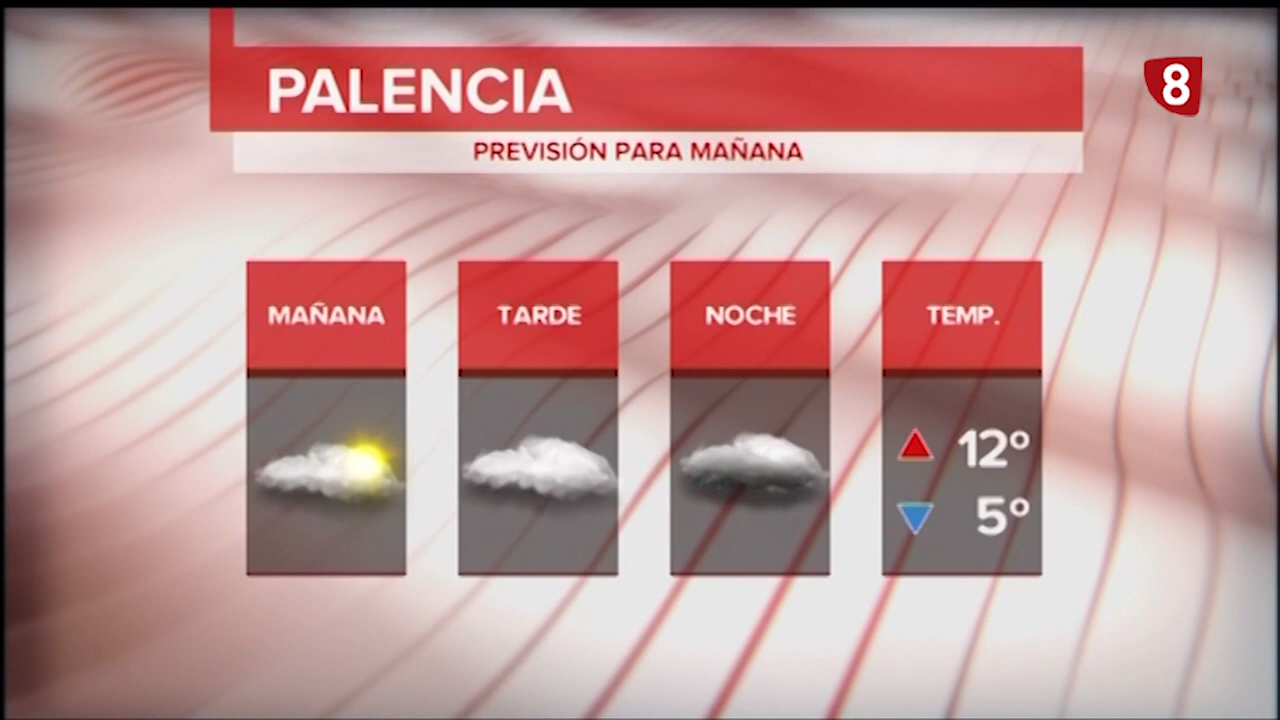 PALENCIA
8
PREVISIÓN PARA MAÑANA
MAÑANA
TARDE
NOCHE
TEMP.
12º
5º